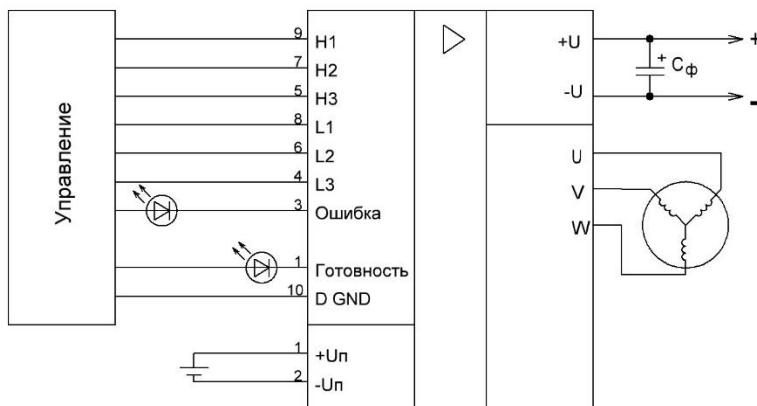 Управление
9 H1
7 H2
5 H3
8 L1
6 L2
4 L3
3 Ошибка
1 Готовность
10 D GND
1 +Uп
2 -Uп
+U
-U
U
V
W
+ Cф
+
-